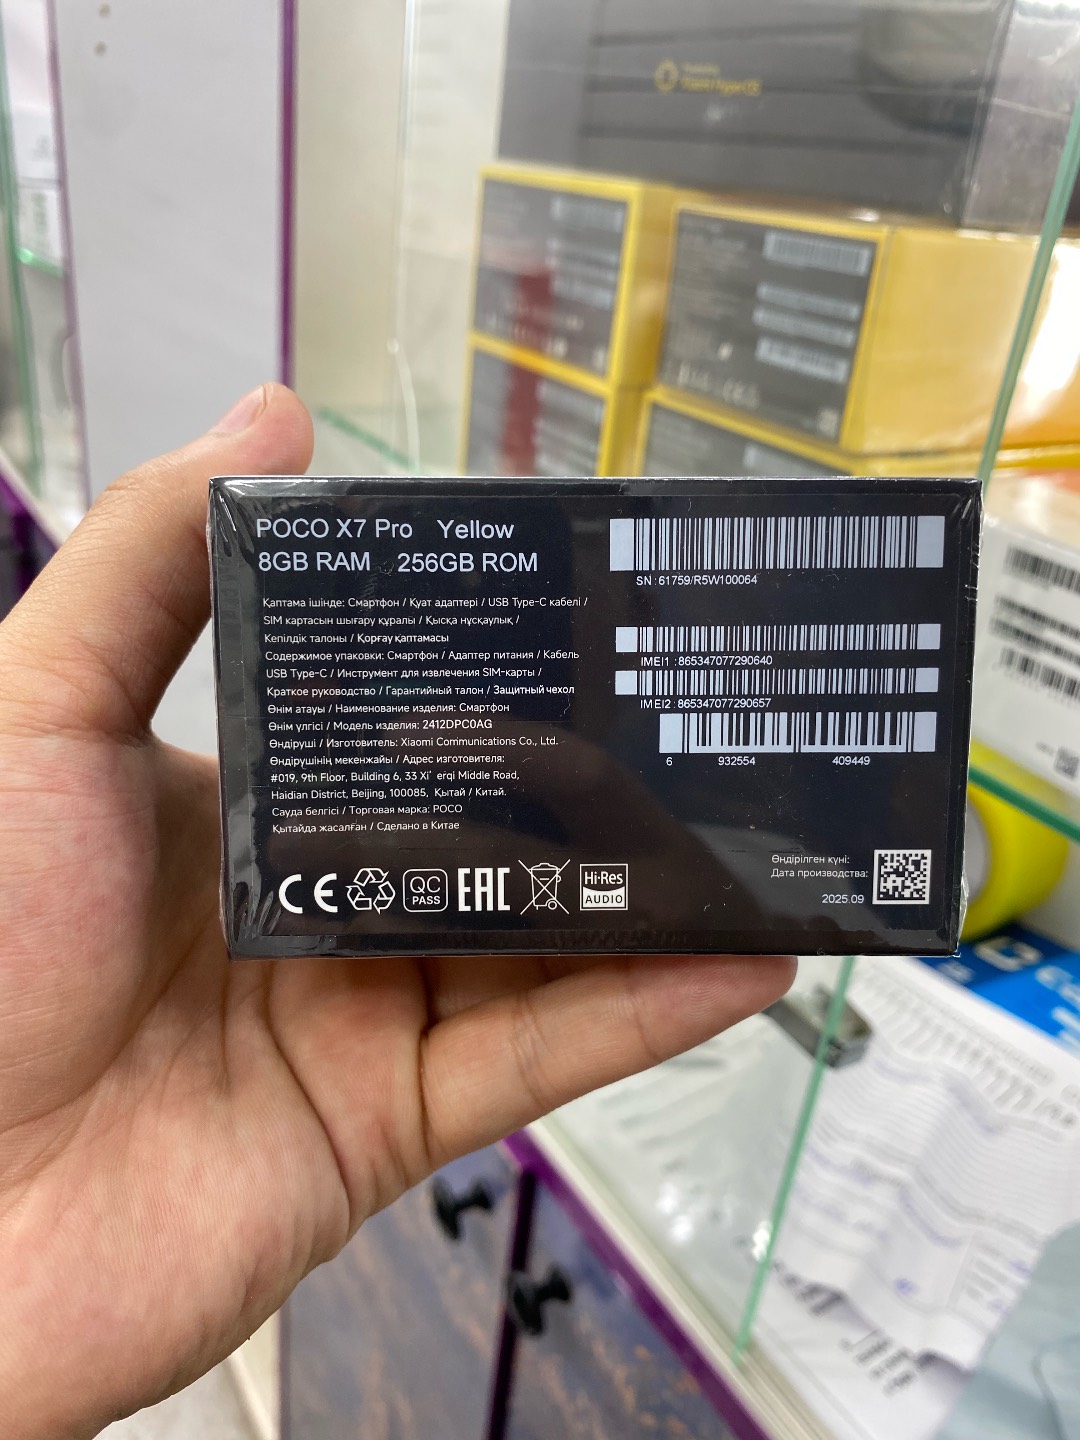 POCO X7 Pro Yellow
8GB RAM 256GB ROM
Қаптама ішінде: Смартфон / Қуат адаптері / USB Type-C кабелі /
SIM картасын шығару құралы / Қысқа нұсқаулық /
Кепілдік талоны / Қорғау қаптамасы
Содержимое упаковки: Смартфон / Адаптер питания / Кабель
USB Type-C / Инструмент для извлечения SIM-карты /
Краткое руководство / Гарантийный талон / Защитный чехол
Өнім атауы / Наименование изделия: Смартфон
Өнім үлгісі / Модель изделия: 2412DPC0AG
Өндіруші / Изготовитель: Xiaomi Communications Co., Ltd.
Өндірушінің мекенжайы / Адрес изготовителя:
#019, 9th Floor, Building 6, 33 Xi' erqi Middle Road,
Haidian District, Beijing, 100085, Қытай / Китай.
Сауда белгісі / Торговая марка: POCO
Қытайда жасалған / Сделано в Китае
SN : 61759/R5W100064
IMEI1 : 865347077290640
IMEI2 : 865347077290657
6 932554 409449
CE
QC
PASS
EAC
Hi-Res
AUDIO
Өндірілген күні:
Дата производства:
2025.09